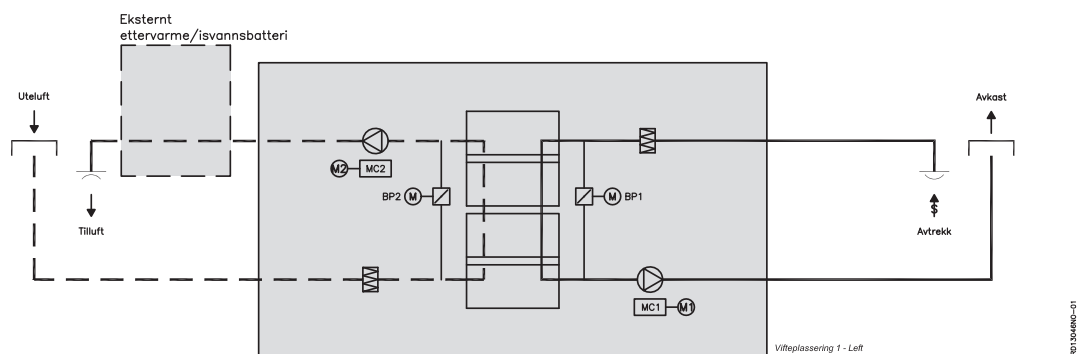 Eksternt
ettervarme/isvannsbatteri
Uteluft
Avkast
M2
MC2
BP2
M
M
BP1
Tilluft
$
Avtrekk
MC1
M1
Vifteplassering 1 - Left
RD13046NO-01